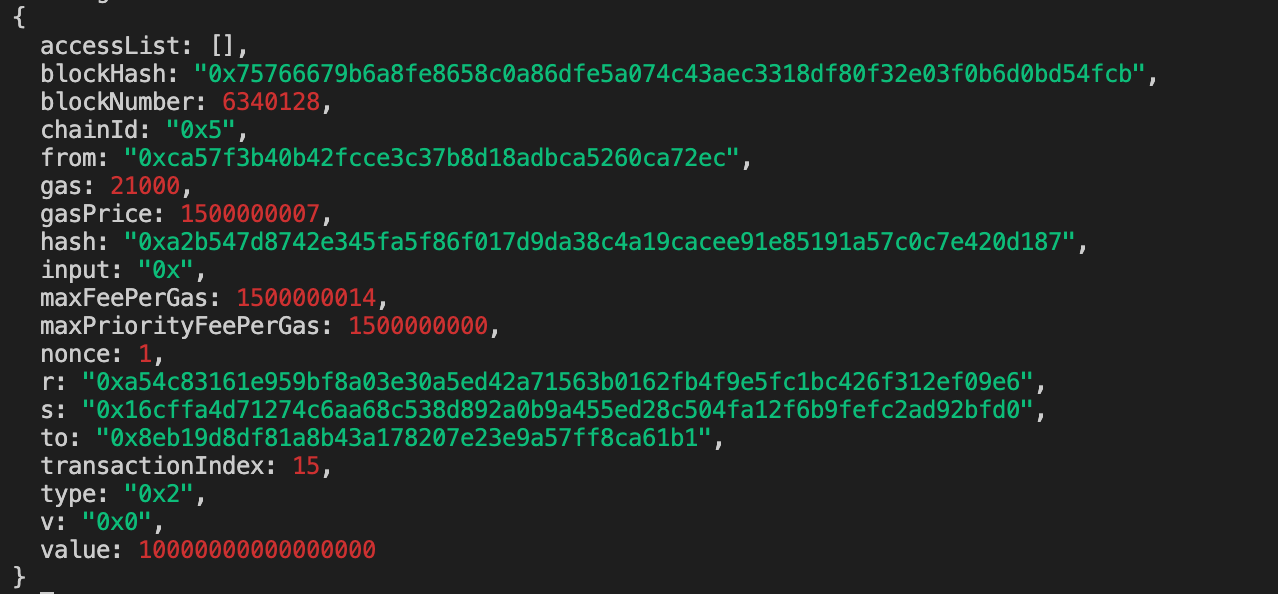 {
accessList: [],
blockHash: "0x75766679b6a8fe8658c0a86dfe5a074c43aec3318df80f32e03f0b6d0bd54fcb",
blockNumber: 6340128,
chainId: "0x5",
from: "0xca57f3b40b42fcce3c37b8d18adbca5260ca72ec",
gas: 21000,
gasPrice: 1500000007,
hash: "0xa2b547d8742e345fa5f86f017d9da38c4a19cacee91e85191a57c0c7e420d187",
input: "0x",
maxFeePerGas: 1500000014,
maxPriorityFeePerGas: 1500000000,
nonce: 1,
r: "0xa54c83161e959bf8a03e30a5ed42a71563b0162fb4f9e5fc1bc426f312ef09e6",
s: "0x16cffa4d71274c6aa68c538d892a0b9a455ed28c504fa12f6b9fefc2ad92bfd0",
to: "0x8eb19d8df81a8b43a178207e23e9a57ff8ca61b1",
transactionIndex: 15,
type: "0x2",
v: "0x0",
value: 10000000000000000
}